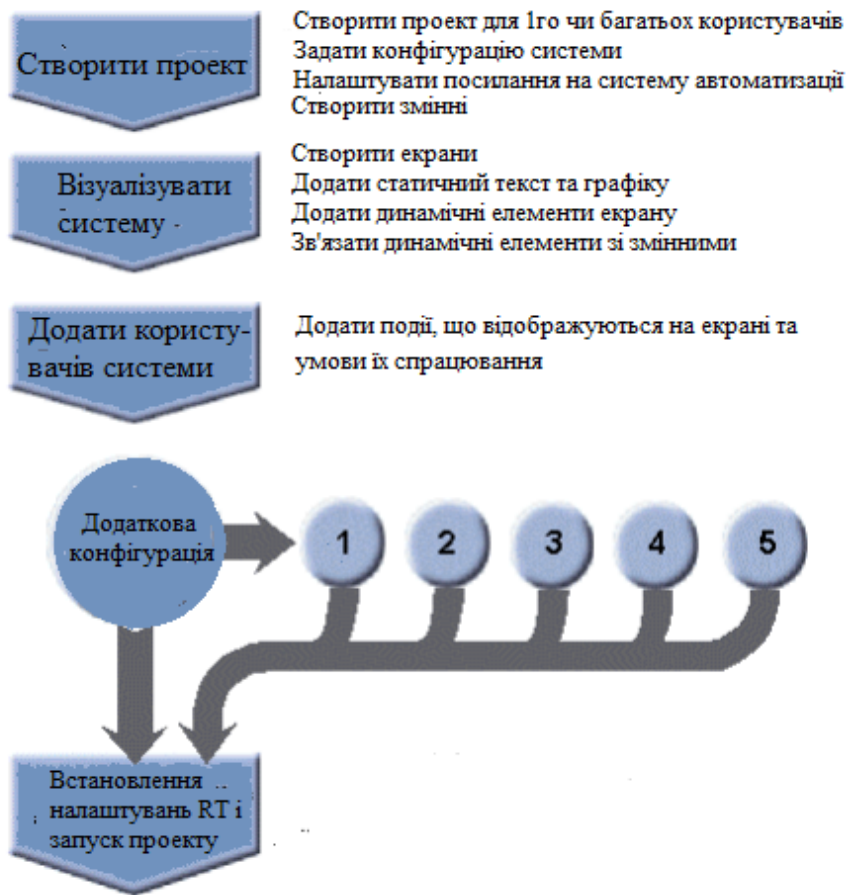 Створити проект
Створити проект для 1го чи багатьох користувачів
Задати конфігурацію системи
Налаштувати посилання на систему автоматизації
Створити змінні
Візуалізувати
систему
Створити екрани
Додати статичний текст та графіку
Додати динамічні елементи екрану
Зв'язати динамічні елементи зі змінними
Додати користу-
вачів системи
Додати події, що відображуються на екрані та
умови їх спрацювання
Додаткова
конфігурація
1 2 3 4 5
Встановлення
налаштувань RT і
запуск проекту